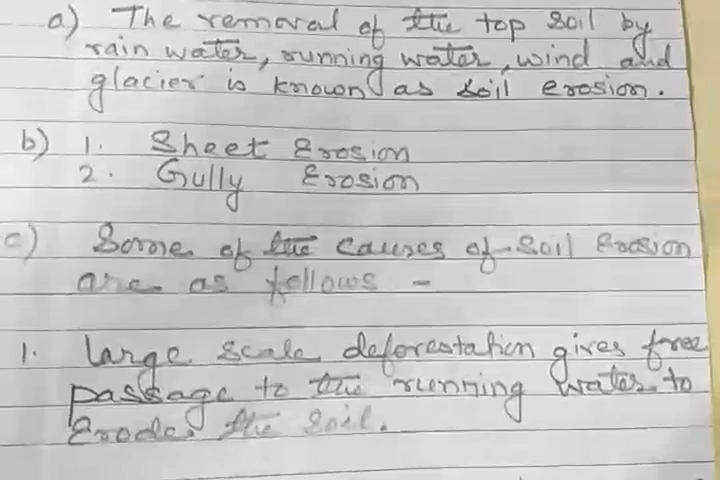 a) The removal of the top soil by
rain water, running water, wind and
glacier is known as soil erosion.
b) 1. Sheet Erosion
2. Gully Erosion
c) Some of the causes of soil Erosion
are as follows -
1. large scale deforestation gives free
passage to the running water to
Erode the soil.